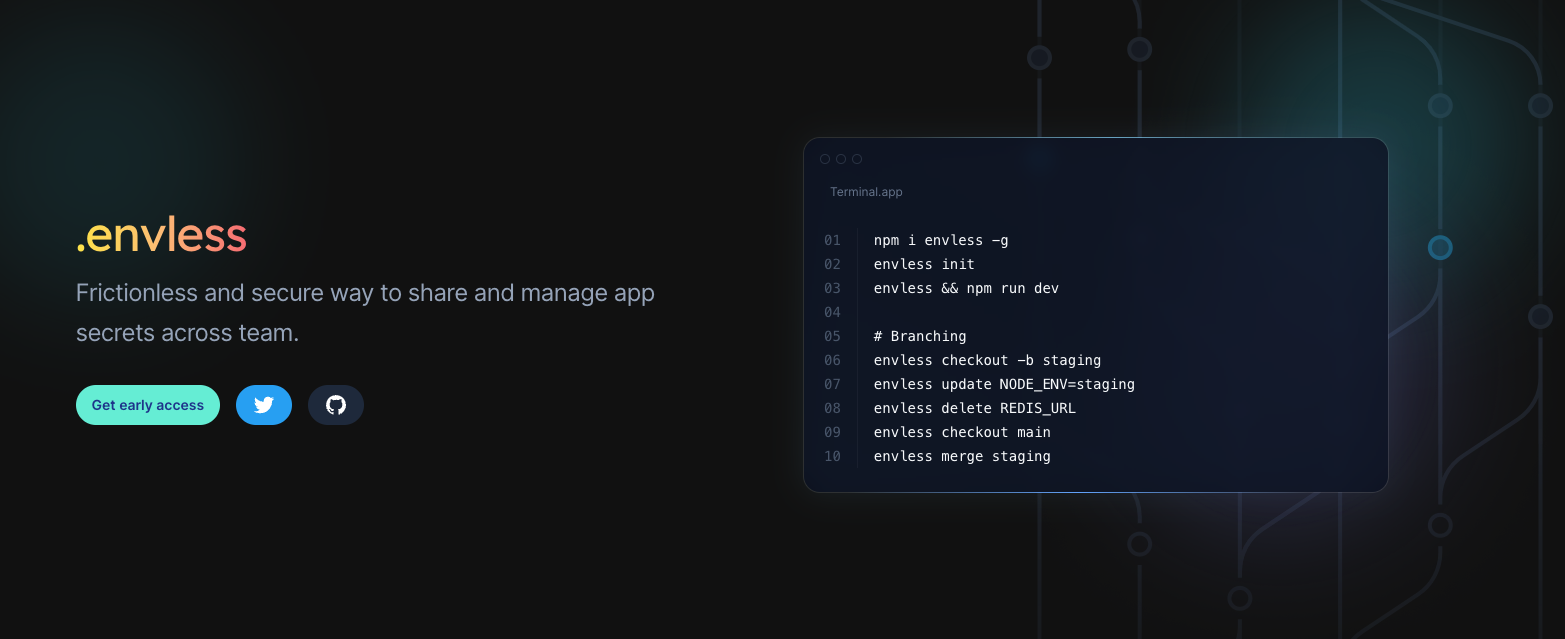 .envless
Frictionless and secure way to share and manage app
secrets across team.
Get early access
Terminal.app
01 npm i envless -g
02 envless init
03 envless && npm run dev
04
05 # Branching
06 envless checkout -b staging
07 envless update NODE_ENV=staging
08 envless delete REDIS_URL
09 envless checkout main
10 envless merge staging